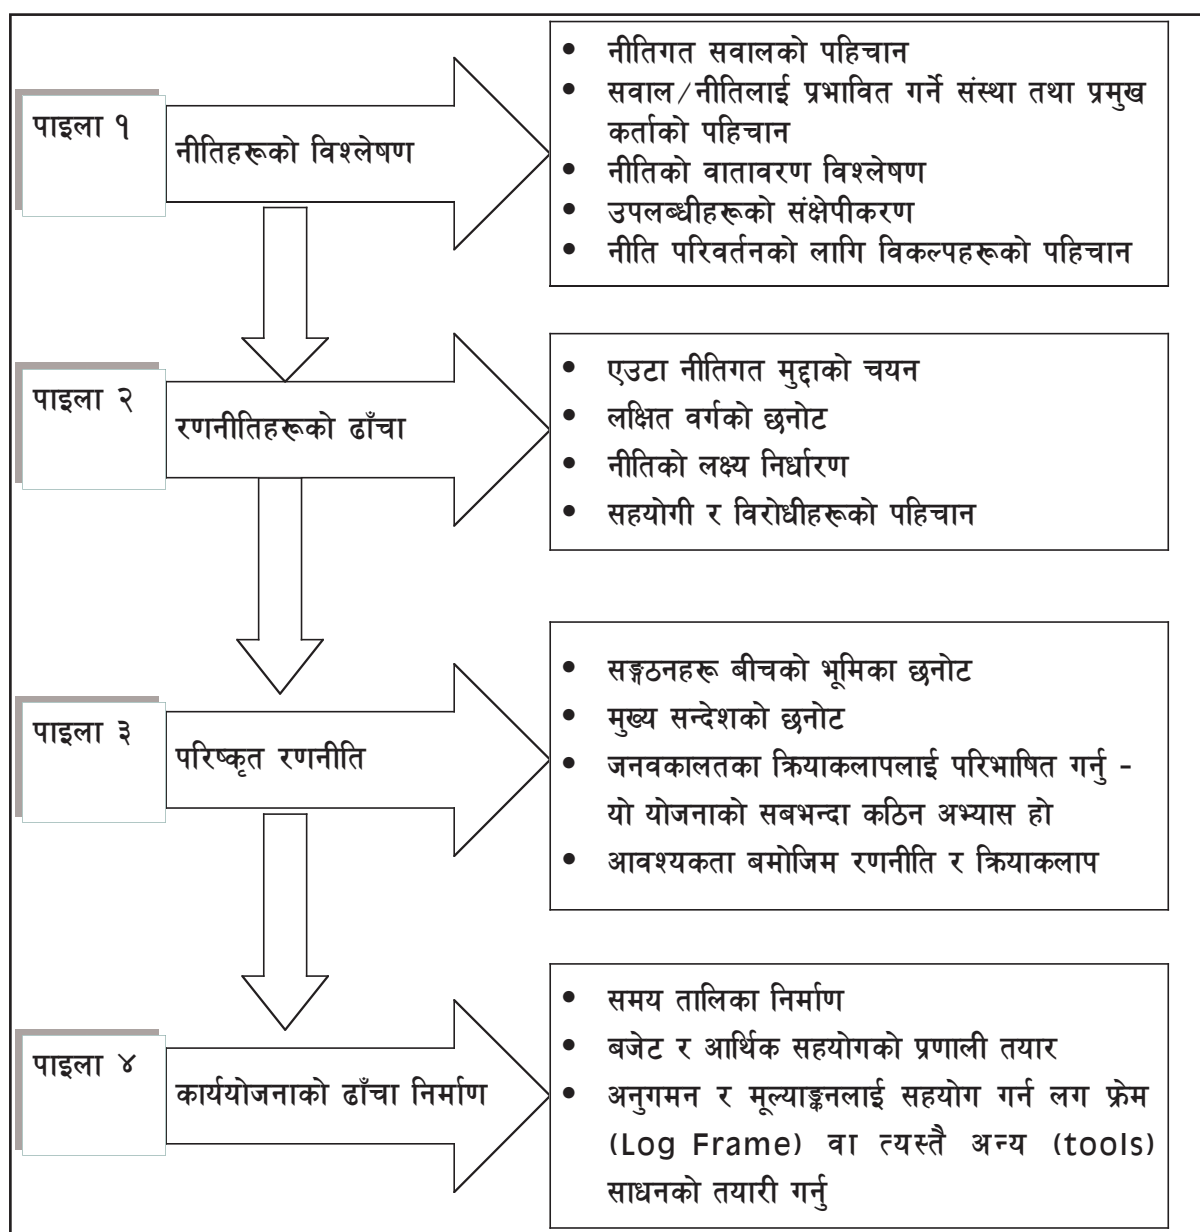 पाइला १
नीतिहरूको विश्लेषण
• नीतिगत सवालको पहिचान
• सवाल/नीतिलाई प्रभावित गर्ने संस्था तथा प्रमुख
कर्ताको पहिचान
• नीतिको वातावरण विश्लेषण
• उपलब्धीहरूको संक्षेपीकरण
• नीति परिवर्तनको लागि विकल्पहरूको पहिचान
पाइला २
रणनीतिहरूको ढाँचा
• एउटा नीतिगत मुद्दाको चयन
• लक्षित वर्गको छनोट
• नीतिको लक्ष्य निर्धारण
• सहयोगी र विरोधीहरूको पहिचान
पाइला ३
परिष्कृत रणनीति
• सङ्गठनहरू बीचको भूमिका छनोट
• मुख्य सन्देशको छनोट
• जनवकालतका क्रियाकलापलाई परिभाषित गर्नु -
यो योजनाको सबभन्दा कठिन अभ्यास हो
• आवश्यकता बमोजिम रणनीति र क्रियाकलाप
पाइला ४
कार्ययोजनाको ढाँचा निर्माण
• समय तालिका निर्माण
• बजेट र आर्थिक सहयोगको प्रणाली तयार
• अनुगमन र मूल्याङ्कनलाई सहयोग गर्न लग फ्रेम
(Log Frame) वा त्यस्तै अन्य (tools)
साधनको तयारी गर्नु